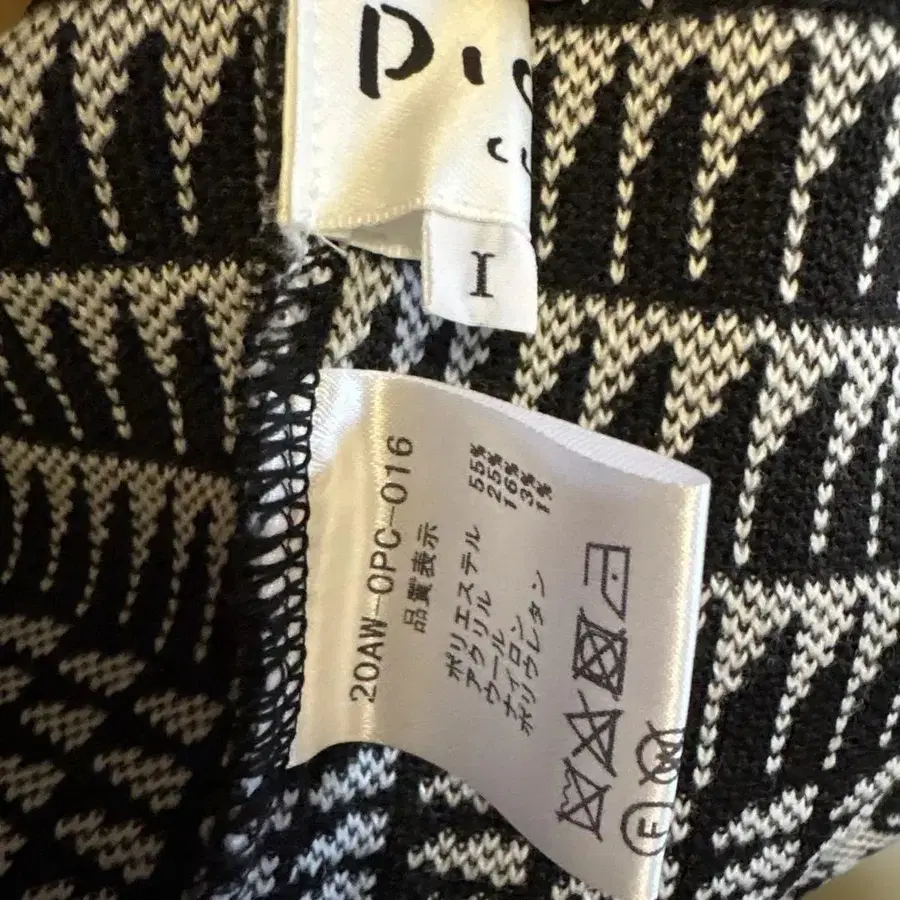 I
20AW-0PC-016
品質表示
ポリエステル 55%
アクリル 25%
ウール 16%
ナイロン 3%
ポリウレタン 1%
W
F